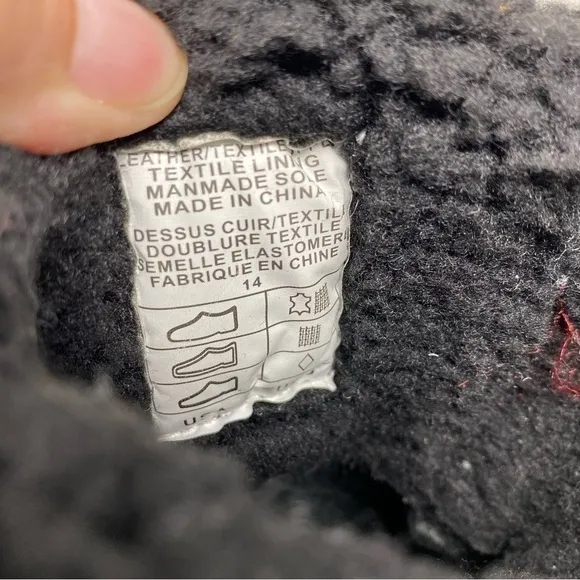 LEATHER/TEXTILE
TEXTILE LINING
MANMADE SOLE
MADE IN CHINA
DESSUS CUIR/TEXTILE
DOUBLURE TEXTILE
SEMELLE ELASTOMERE
FABRIQUE EN CHINE
14
USA